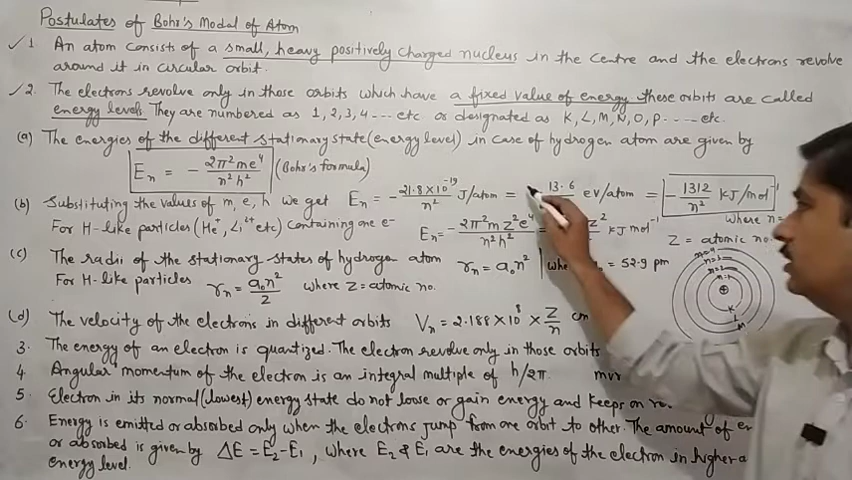 Postulates of Bohr's Modal of Atom
✓ 1. An atom consists of a small, heavy positively charged nucleus in the centre and the electrons revolve
around it in circular orbit.
✓ 2. The electrons revolve only in those orbits which have a fixed value of energy. These orbits are called
energy levels. They are numbered as 1, 2, 3, 4 .... etc or designated as K, L, M, N, O, P ..... etc.
(a) The energies of the different stationary state (energy level) in case of hydrogen atom are given by
Eₙ = - 2π²me⁴/n²h² (Bohr's formula)
(b) Substituting the values of m, e, h we get Eₙ = - 21.8 × 10⁻¹⁹/n² J/atom = 13.6 ev/atom = - 1312/n² KJ/mol
where n =
For H-like particles (He⁺, Li²⁺ etc) containing one e⁻ Eₙ = - 2π²mZ²e⁴/n²h² = Z² KJ mol⁻¹
Z = atomic no.
(c) The radii of the stationary states of hydrogen atom rₙ = a₀n² 52.9 pm
For H-like particles rₙ = a₀n²/Z where Z = atomic no.
n=4
n=3
n=2
n=1
+
K
L
M
(d) The velocity of the electrons in different orbits Vₙ = 2.188 × 10⁸ × Z/n cm
3. The energy of an electron is quantized. The electron revolve only in those orbits
4. Angular momentum of the electron is an integral multiple of h/2π. mvr
5. Electron in its normal (lowest) energy state do not loose or gain energy and keeps on
6. Energy is emitted or absorbed only when the electrons jump from one orbit to other. The amount of
or absorbed is given by ΔE = E₂ - E₁, where E₂ & E₁ are the energies of the electron in higher
energy level.